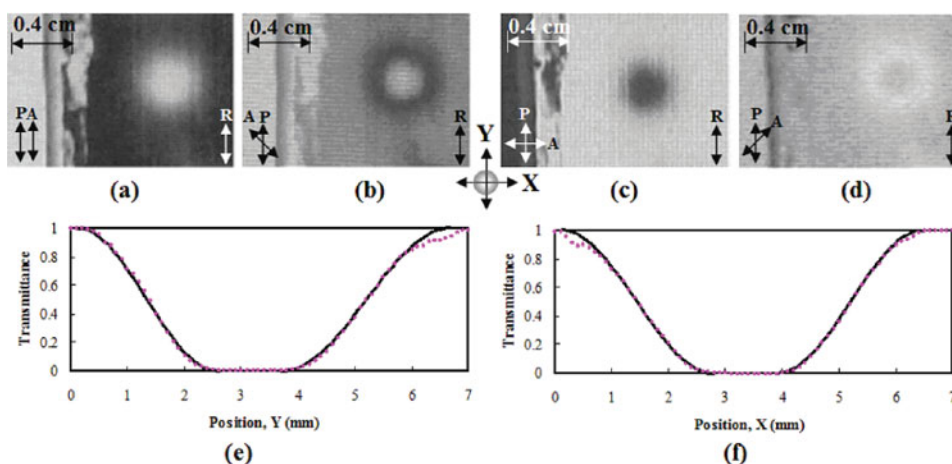 0.4 cm
P A
R
(a)
0.4 cm
A P
R
(b)
Y
X
0.4 cm
P
A
R
(c)
0.4 cm
P A
(d)
Transmittance
1
0.8
0.6
0.4
0.2
0
0 1 2 3 4 5 6 7
Position, Y (mm)
(e)
Transmittance
1
0.8
0.6
0.4
0.2
0
0 1 2 3 4 5 6 7
Position, X (mm)
(f)